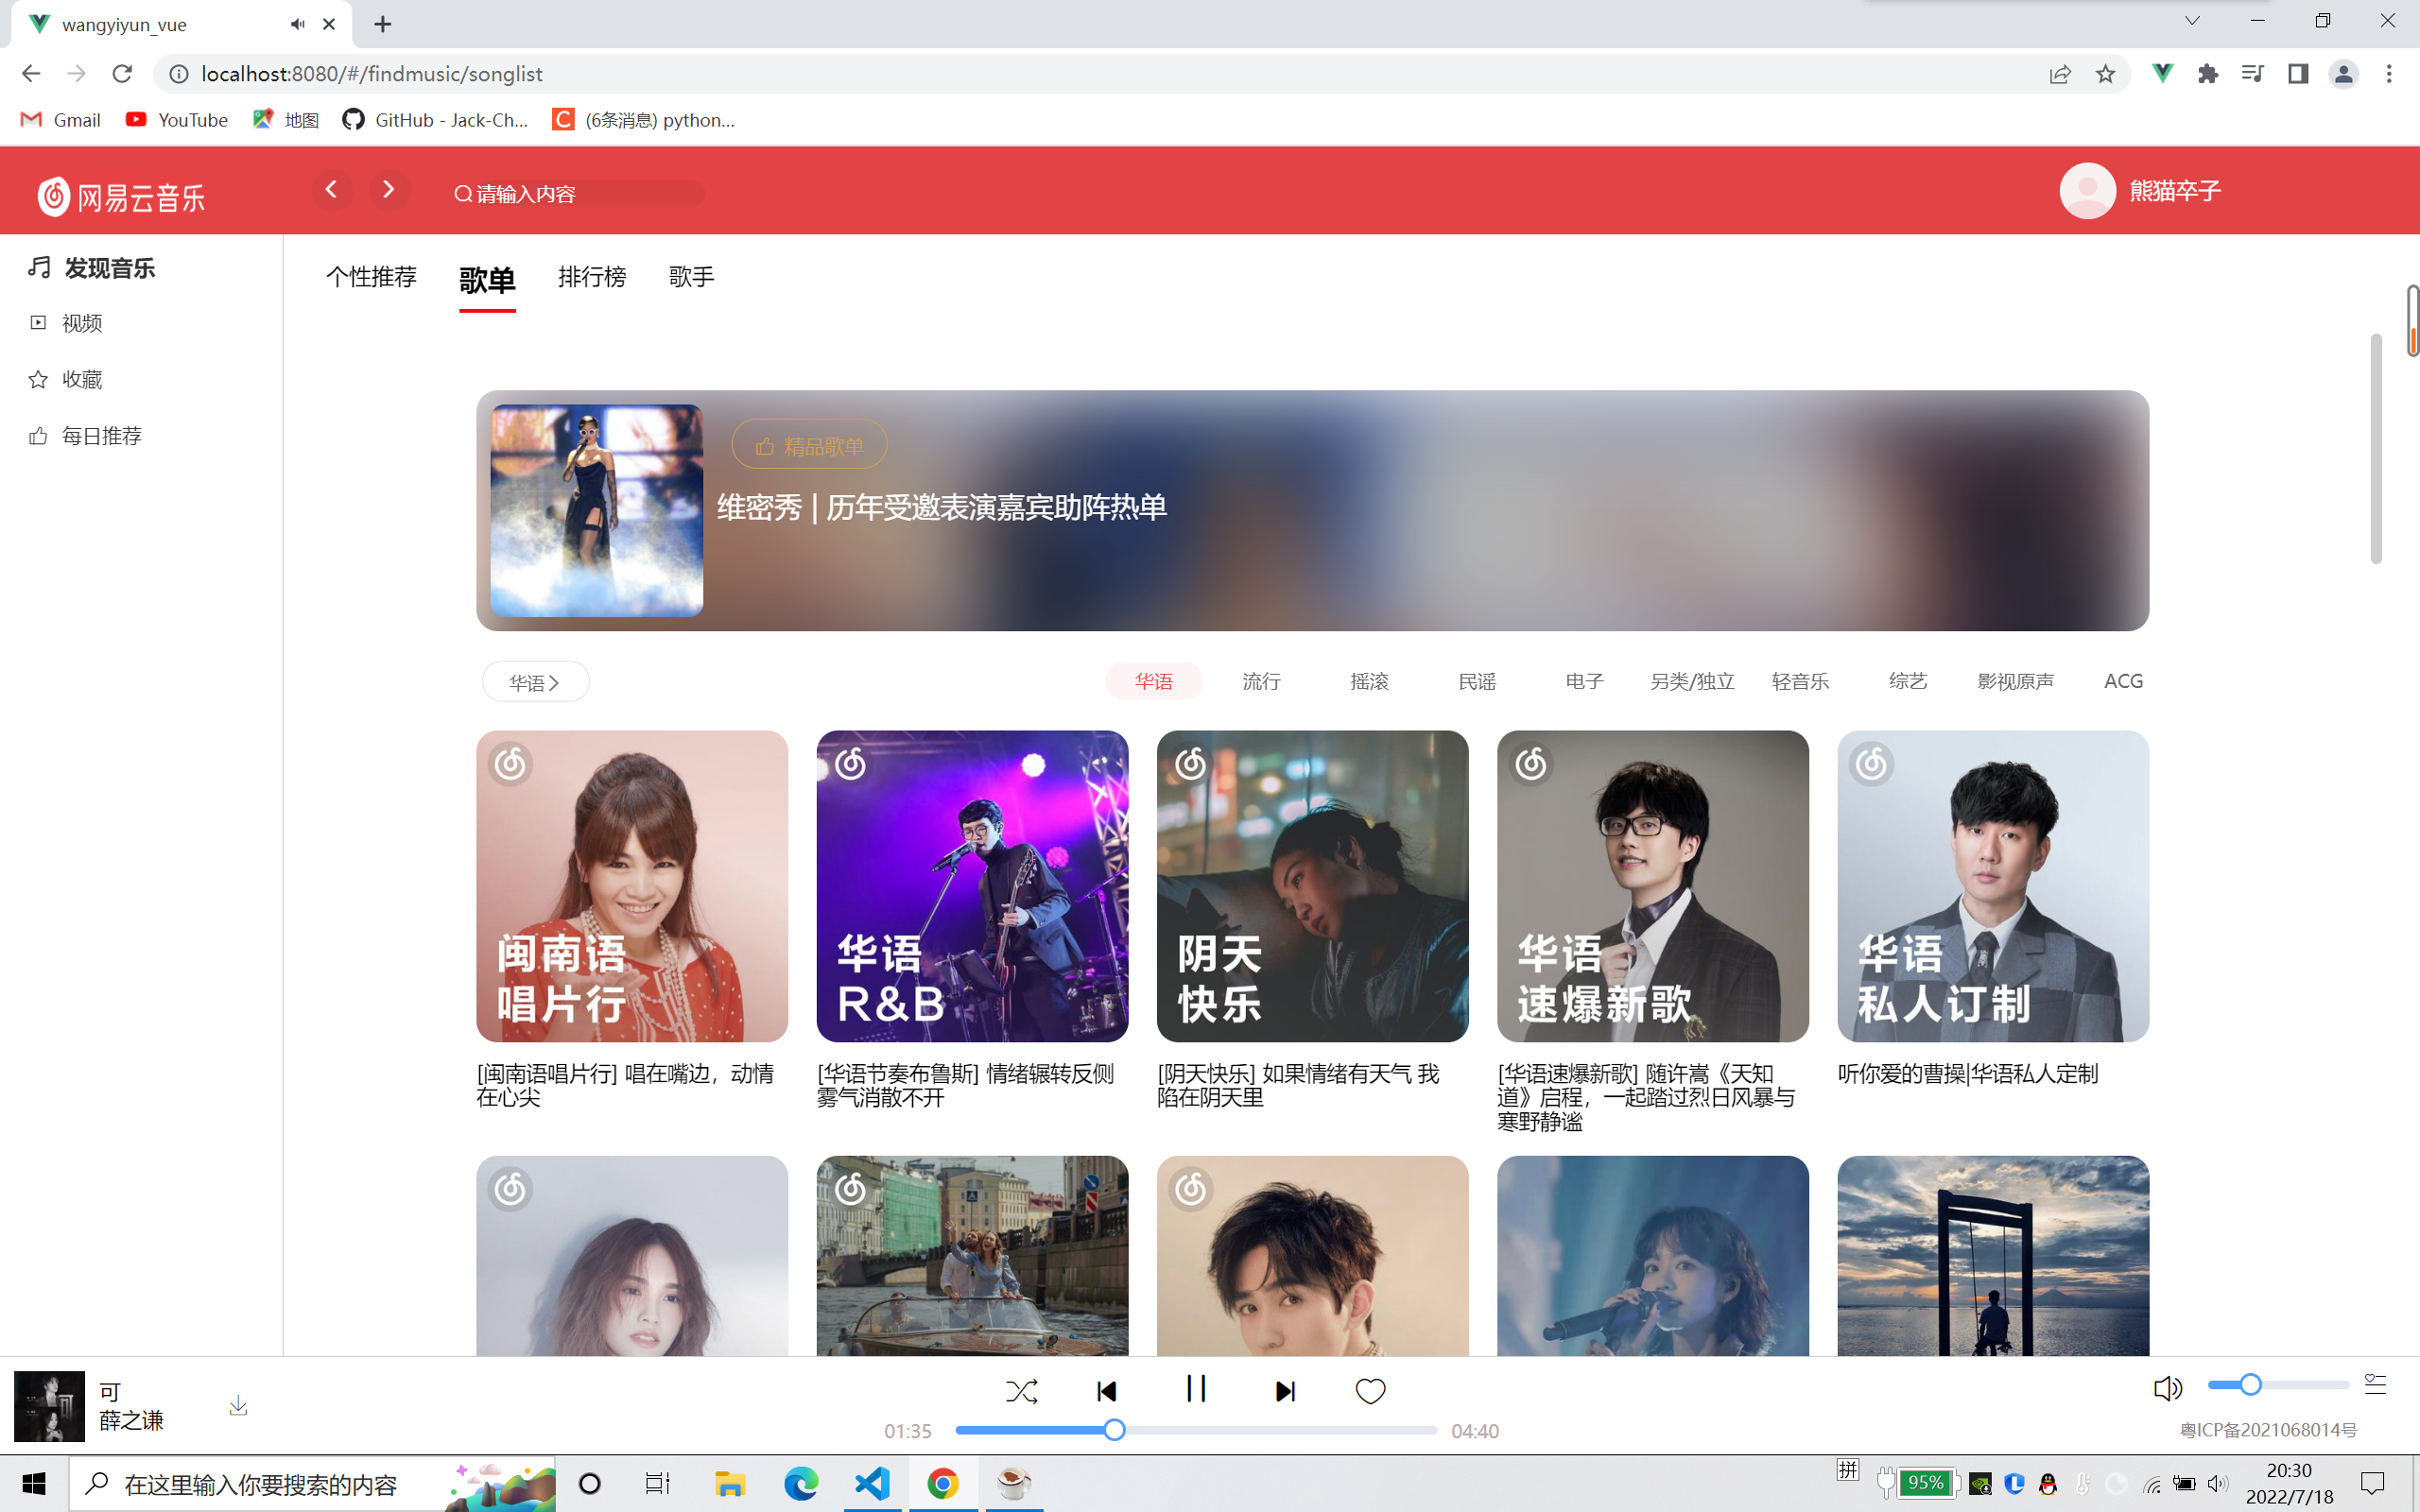 wangyiyun_vue
localhost:8080/#/findmusic/songlist
Gmail
YouTube
地图
GitHub - Jack-Ch...
(6条消息) python...
网易云音乐
请输入内容
熊猫卒子
发现音乐
视频
收藏
每日推荐
个性推荐
歌单
排行榜
歌手
精品歌单
维密秀 | 历年受邀表演嘉宾助阵热单
华语
华语
流行
摇滚
民谣
电子
另类/独立
轻音乐
综艺
影视原声
ACG
闽南语
唱片行
华语
R&B
阴天
快乐
华语
速爆新歌
华语
私人订制
[闽南语唱片行] 唱在嘴边，动情
在心尖
[华语节奏布鲁斯] 情绪辗转反侧
雾气消散不开
[阴天快乐] 如果情绪有天气 我
陷在阴天里
[华语速爆新歌] 随许嵩《天知
道》启程，一起踏过烈日风暴与
寒野静谧
听你爱的曹操|华语私人定制
可
薛之谦
01:35
04:40
粤ICP备2021068014号
在这里输入你要搜索的内容
拼
95%
20:30
2022/7/18